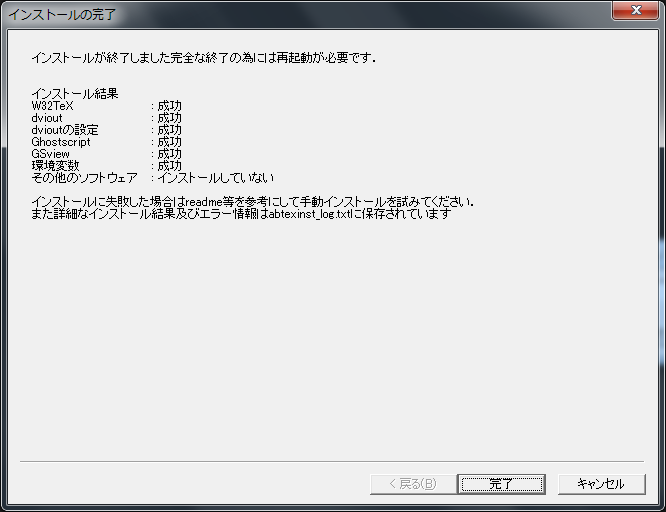 インストールの完了
インストールが終了しました完全な終了の為には再起動が必要です.
インストール結果
W32TeX : 成功
dviout : 成功
dvioutの設定 : 成功
Ghostscript : 成功
GSview : 成功
環境変数 : 成功
その他のソフトウェア : インストールしていない
インストールに失敗した場合はreadme等を参考にして手動インストールを試みてください.
また詳細なインストール結果及びエラー情報はabtexinst_log.txtに保存されています
< 戻る(B)
完了
キャンセル